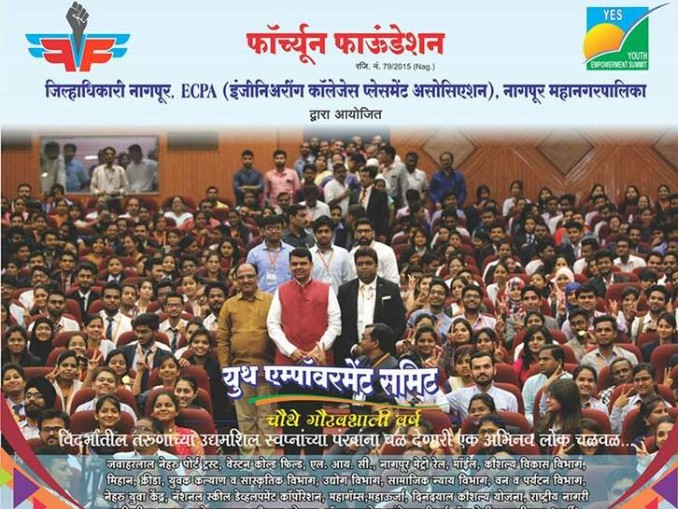 फॉर्च्यून फाऊंडेशन
रजि. नं. 79/2015 (Nag.)
YES
YOUTH
EMPOWERMENT SUMMIT
जिल्हाधिकारी नागपूर, ECPA (इंजीनिअरींग कॉलेजेस प्लेसमेंट असोसिएशन), नागपूर महानगरपालिका
द्वारा आयोजित
युथ एम्पॉवरमेंट समिट
चौथे गौरवशाली वर्ष
विदर्भातील तरुणांच्या उद्यमशिल स्वप्नांच्या पंखांना बळ देणारी एक अभिनव लोक चळवळ...
जवाहरलाल नेहरु पोर्ट ट्रस्ट, वेस्टन कोल्ड फिल्ड, एल. आय. सी., नागपूर मेट्रो रेल, मॉईल, कौशल्य विकास विभाग,
मिहान, क्रीडा, युवक कल्याण व सांस्कृतिक विभाग, उद्योग विभाग, सामाजिक न्याय विभाग, वन व पर्यटन विभाग,
नेहरु युवा केंद्र, नॅशनल स्कील डेव्हलपमेंट कॉर्पोरेशन, महागॅम्स, महाऊर्जा, दिनदयाल कौशल्य योजना, राष्ट्रीय नागरी